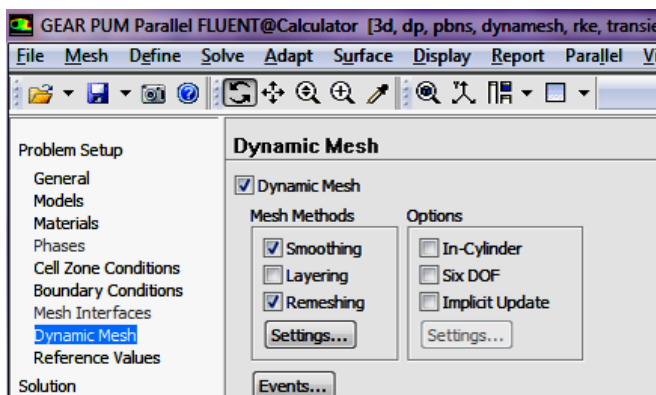 GEAR PUM Parallel FLUENT@Calculator [3d, dp, pbns, dynamesh, rke, transie
File Mesh Define Solve Adapt Surface Display Report Parallel Vi
Problem Setup
General
Models
Materials
Phases
Cell Zone Conditions
Boundary Conditions
Mesh Interfaces
Dynamic Mesh
Reference Values
Solution
Dynamic Mesh
Dynamic Mesh
Mesh Methods Options
Smoothing In-Cylinder
Layering Six DOF
Remeshing Implicit Update
Settings... Settings...
Events...